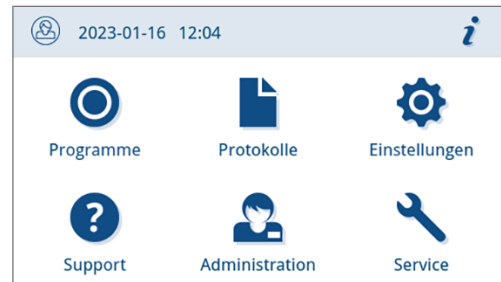 2023-01-16 12:04 i
Programme Protokolle Einstellungen
?
Support Administration Service